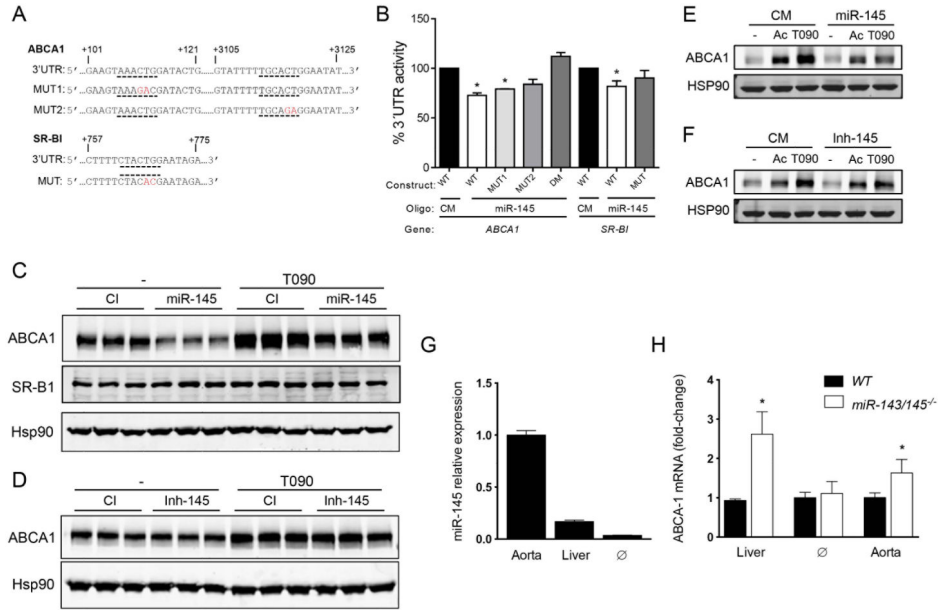 A
ABCA1
+101 +121 +3105 +3125
3'UTR: 5'…GAAGTAAACTGGATACTG……GTATTTTTGCACTGGAATAT…3'
MUT1: 5'…GAAGTAAAGACGATACTG……GTATTTTTGCACTGGAATAT…3'
MUT2: 5'…GAAGTAAACTGGATACTG……GTATTTTTGCAGAGGAATAT…3'
SR-BI
+757 +775
3'UTR: 5'…CTTTTCTACTGGAATAGA…3'
MUT: 5'…CTTTTCTACACGAATAGA…3'
B
% 3'UTR activity
150
100
50
0
* * *
Construct: WT WT MUT1 MUT2 DM WT WT MUT
Oligo: CM miR-145 CM miR-145
Gene: ABCA1 SR-BI
C
- T090
CI miR-145 CI miR-145
ABCA1
SR-B1
Hsp90
D
- T090
CI Inh-145 CI Inh-145
ABCA1
Hsp90
E
CM miR-145
- Ac T090 - Ac T090
ABCA1
HSP90
F
CM Inh-145
- Ac T090 - Ac T090
ABCA1
HSP90
G
miR-145 relative expression
1.5
1.0
0.5
0.0
Aorta Liver ∅
H
ABCA-1 mRNA (fold-change)
4
3
2
1
0
WT
miR-143/145-/-
* *
Liver ∅ Aorta